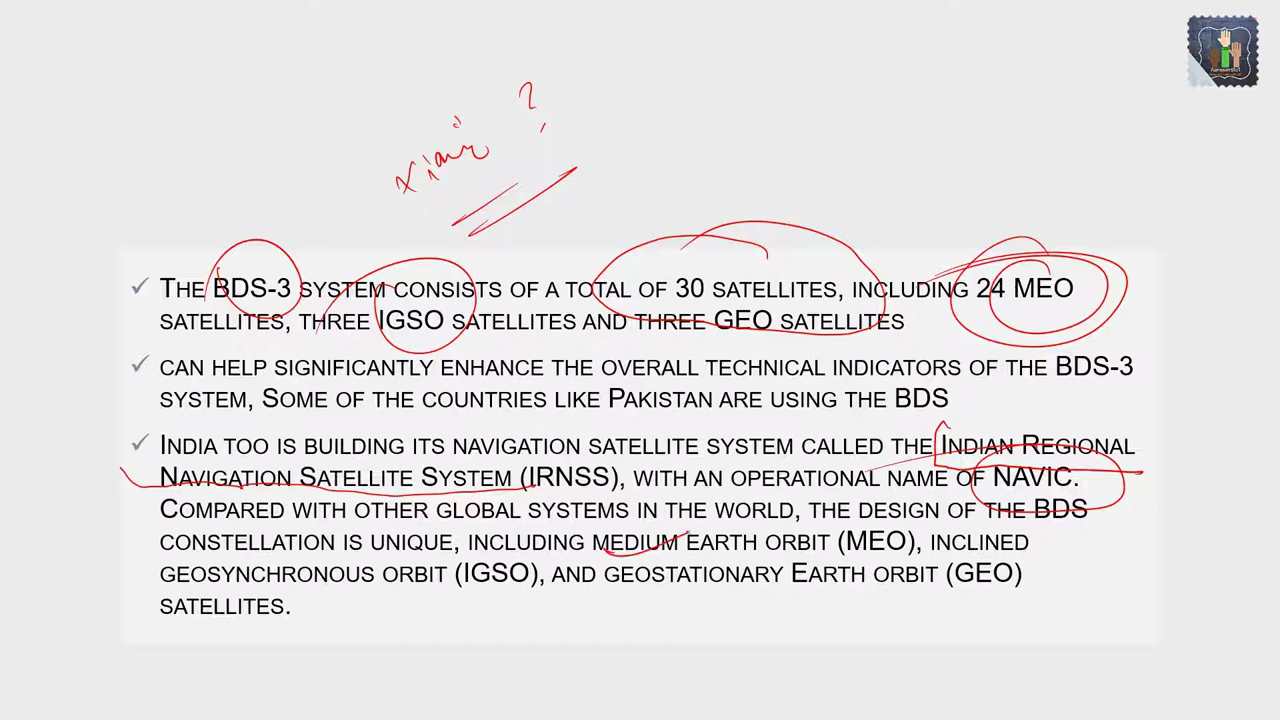 ?
✓ THE BDS-3 SYSTEM CONSISTS OF A TOTAL OF 30 SATELLITES, INCLUDING 24 MEO
SATELLITES, THREE IGSO SATELLITES AND THREE GEO SATELLITES
✓ CAN HELP SIGNIFICANTLY ENHANCE THE OVERALL TECHNICAL INDICATORS OF THE BDS-3
SYSTEM, SOME OF THE COUNTRIES LIKE PAKISTAN ARE USING THE BDS
✓ INDIA TOO IS BUILDING ITS NAVIGATION SATELLITE SYSTEM CALLED THE INDIAN REGIONAL
NAVIGATION SATELLITE SYSTEM (IRNSS), WITH AN OPERATIONAL NAME OF NAVIC.
COMPARED WITH OTHER GLOBAL SYSTEMS IN THE WORLD, THE DESIGN OF THE BDS
CONSTELLATION IS UNIQUE, INCLUDING MEDIUM EARTH ORBIT (MEO), INCLINED
GEOSYNCHRONOUS ORBIT (IGSO), AND GEOSTATIONARY EARTH ORBIT (GEO)
SATELLITES.